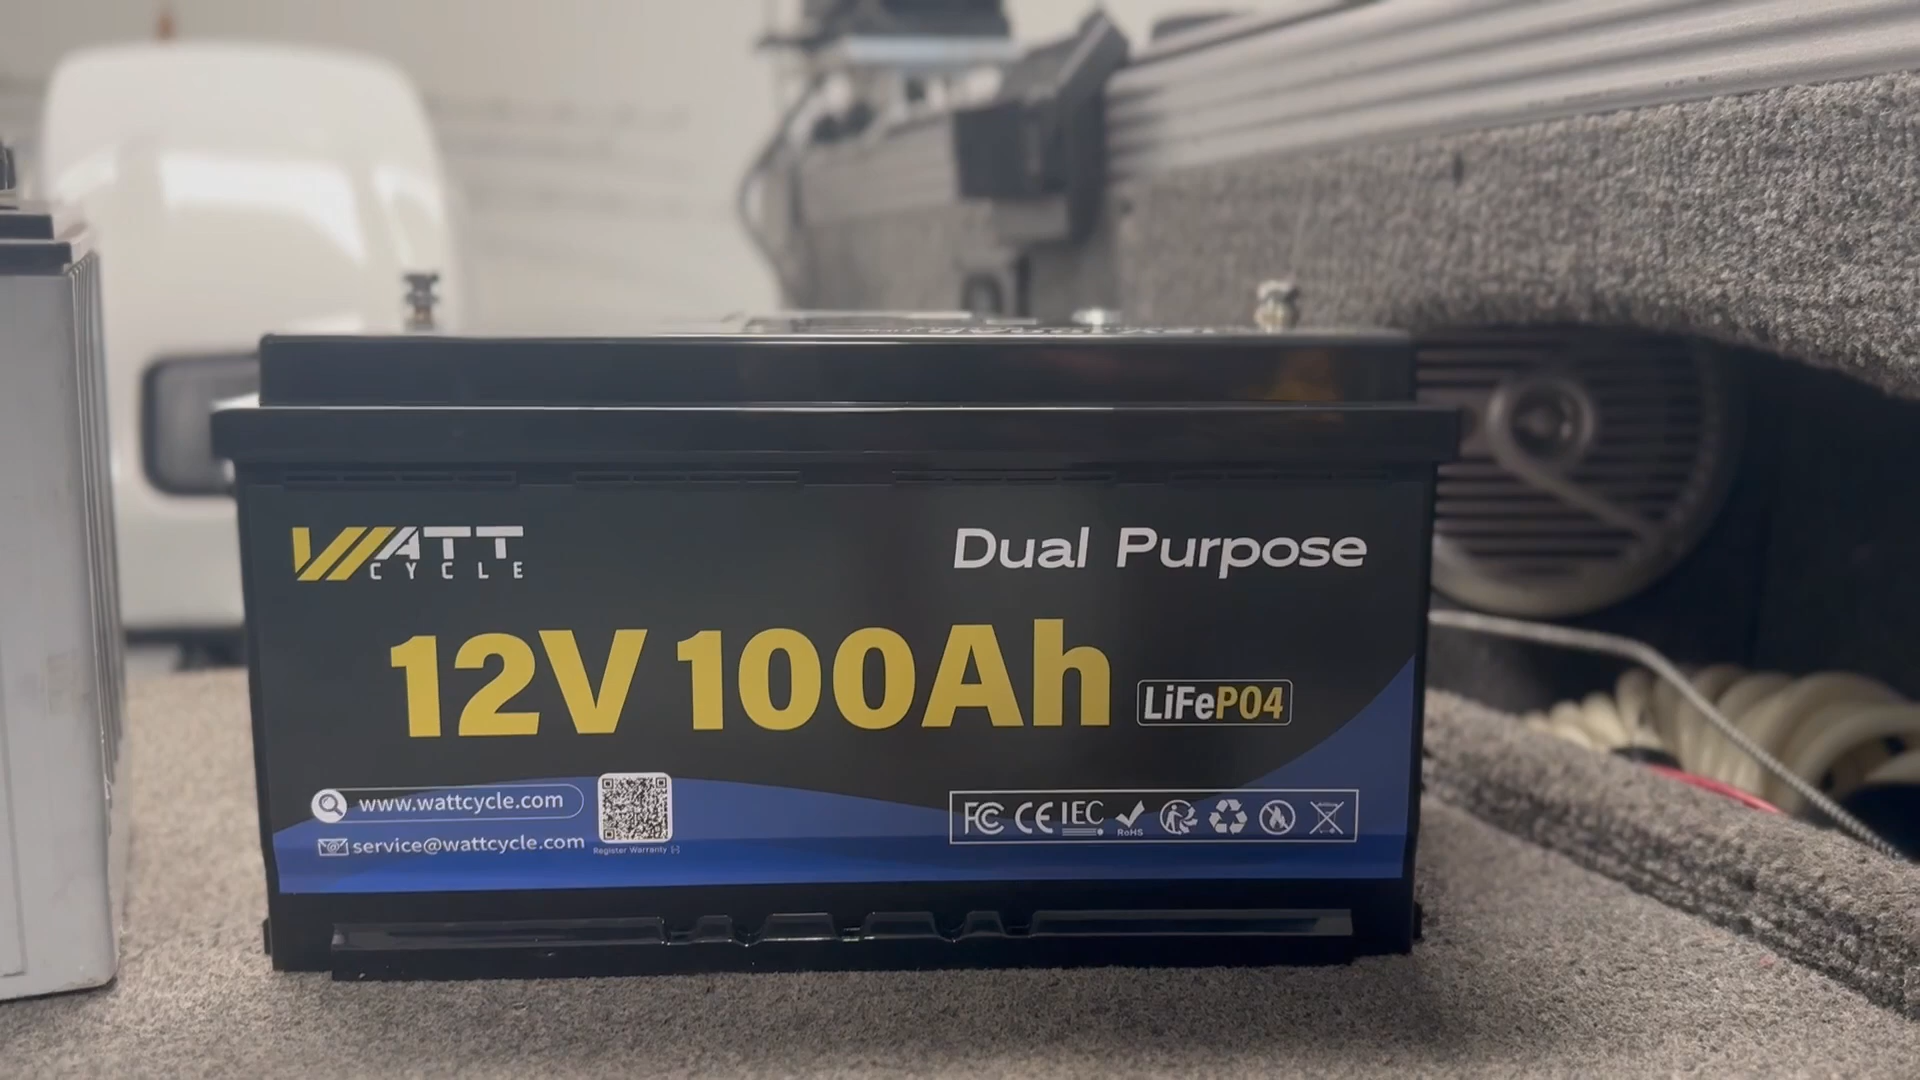 WATT
CYCLE
Dual Purpose
12V 100Ah
LiFePO4
www.wattcycle.com
service@wattcycle.com
Register Warranty
FC CE IEC
RoHS